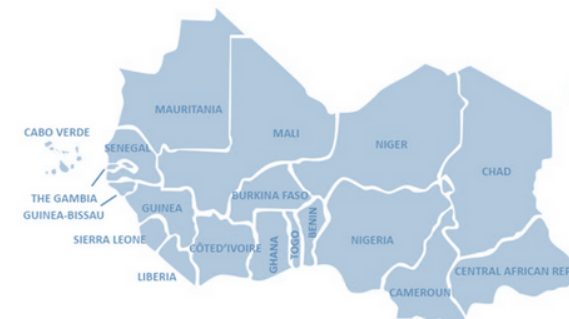 MAURITANIA
CABO VERDE
MALI
SENEGAL
NIGER
CHAD
THE GAMBIA
BURKINA FASO
GUINEA
GUINEA-BISSAU
BENIN
SIERRA LEONE
CÔTED'IVOIRE
GHANA
TOGO
NIGERIA
LIBERIA
CENTRAL AFRICAN REP
CAMEROUN